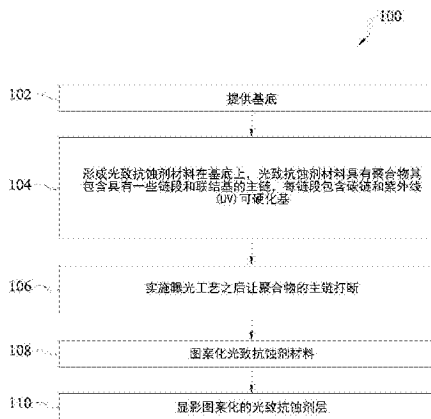 100
102
提供基底
104
形成光致抗蚀剂材料在基底上, 光致抗蚀剂材料具有聚合物其
包含具有一些链段和联结基的主链, 每链段包含碳链和紫外线
(UV)可硬化基
106
实施曝光工艺之后让聚合物的主链打断
108
图案化光致抗蚀剂材料
110
显影图案化的光致抗蚀剂层